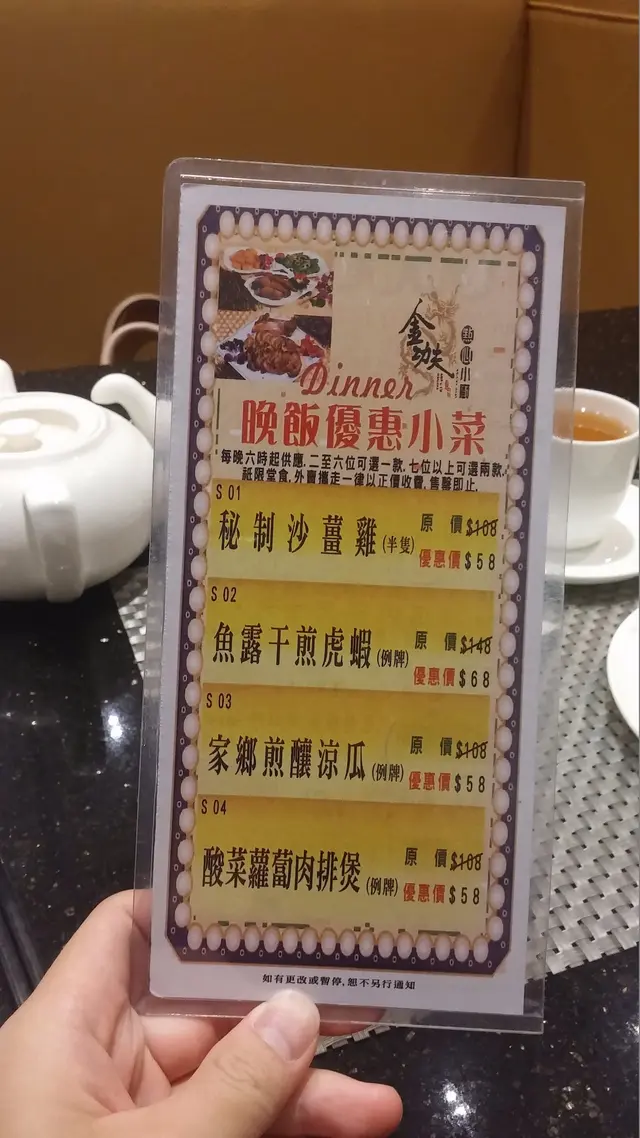 金嬤
點心小廚
Dinner
晚飯優惠小菜
每晚六時起供應,二至六位可選一款,七位以上可選兩款,
祗限堂食,外賣攜走一律以正價收費,售罄即止.
S 01
秘制沙薑雞(半隻)
原價$108
優惠價$58
S 02
魚露干煎虎蝦(例牌)
原價$148
優惠價$68
S 03
家鄉煎釀涼瓜(例牌)
原價$108
優惠價$58
S 04
酸菜蘿蔔肉排煲(例牌)
原價$108
優惠價$58
如有更改或暫停,恕不另行通知